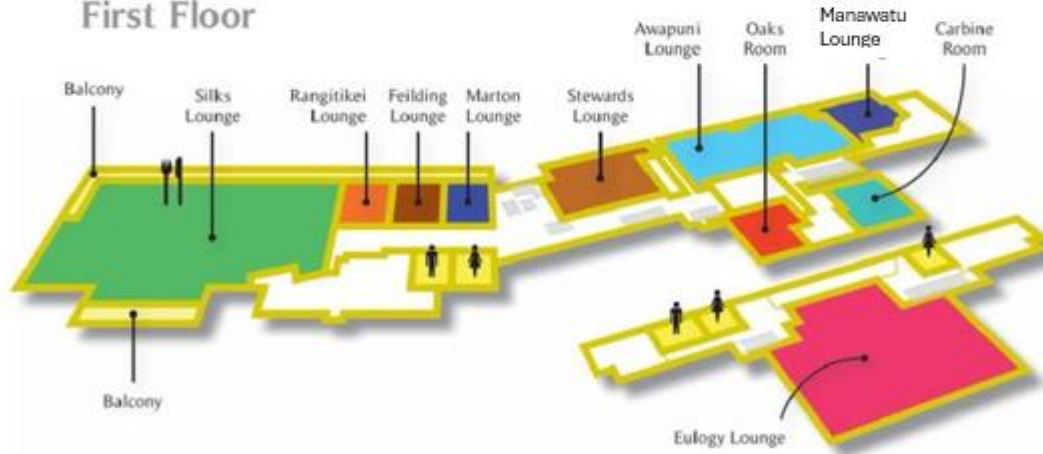 First Floor
Balcony
Silks
Lounge
Rangitikei
Lounge
Feilding
Lounge
Marton
Lounge
Stewards
Lounge
Awapuni
Lounge
Oaks
Room
Manawatu
Lounge
Carbine
Room
Balcony
Eulogy Lounge